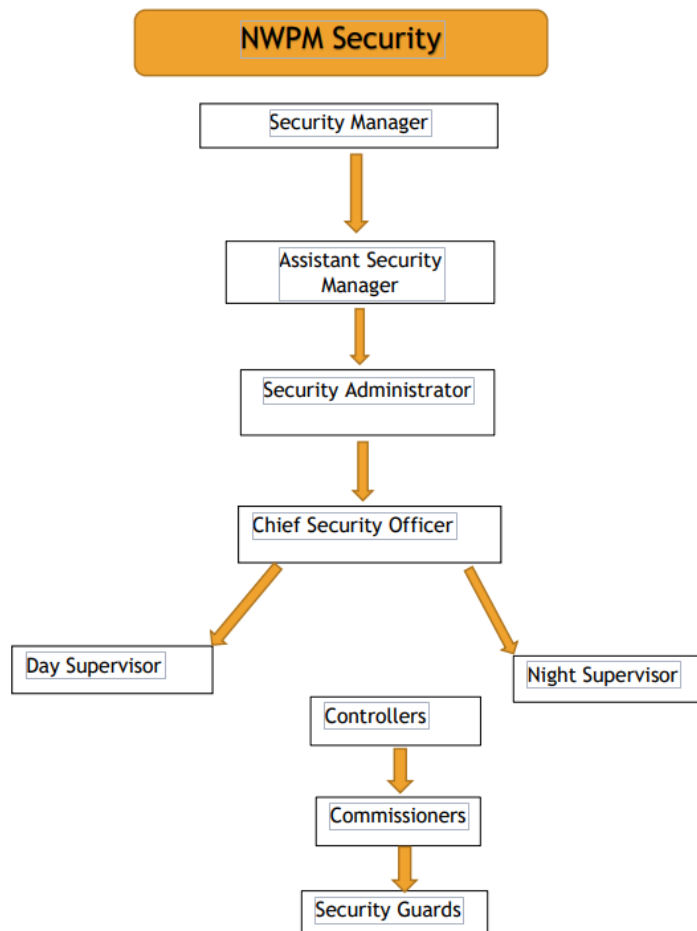 NWPM Security
Security Manager
Assistant Security
Manager
Security Administrator
Chief Security Officer
Day Supervisor
Night Supervisor
Controllers
Commissioners
Security Guards